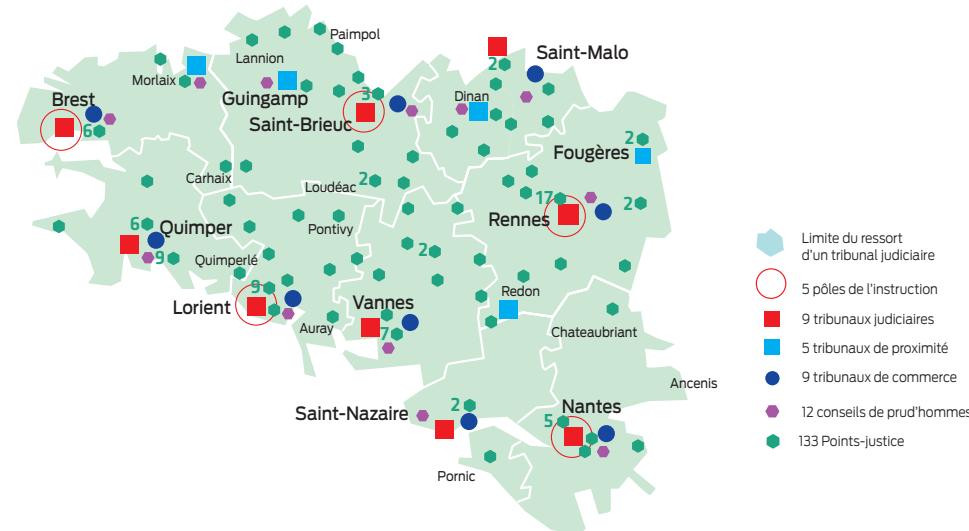 Paimpol
Lannion
Saint-Malo
2
Morlaix
Guingamp
Dinan
Brest
3
Saint-Brieuc
6
2
Fougères
Carhaix
Loudéac
2
17
Rennes
2
6
Quimper
Pontivy
9
Quimperlé
2
9
Lorient
Vannes
Redon
Auray
7
Chateaubriant
Ancenis
Saint-Nazaire
2
Nantes
5
Pornic
Limite du ressort
d'un tribunal judiciaire
5 pôles de l'instruction
9 tribunaux judiciaires
5 tribunaux de proximité
9 tribunaux de commerce
12 conseils de prud'hommes
133 Points-justice